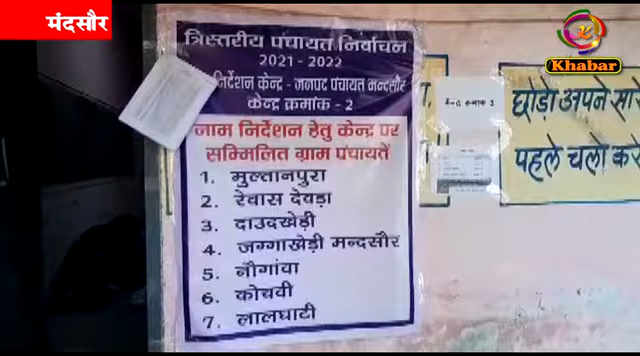 मंदसौर
Khabar
त्रिस्तरीय पंचायत निर्वाचन
2021 - 2022
निर्देशन केन्द्र - जनपद पंचायत मन्दसौर
केन्द्र क्रमांक - 2
नाम निर्देशन हेतु केन्द्र पर
सम्मिलित ग्राम पंचायतें
1. मुल्तानपुरा
2. रेवास देवड़ा
3. दाउदखेड़ी
4. जग्गाखेड़ी मन्दसौर
5. नौगांवा
6. कोचवी
7. लालघाटी
छोड़ो अपने सारे
पहले चलो